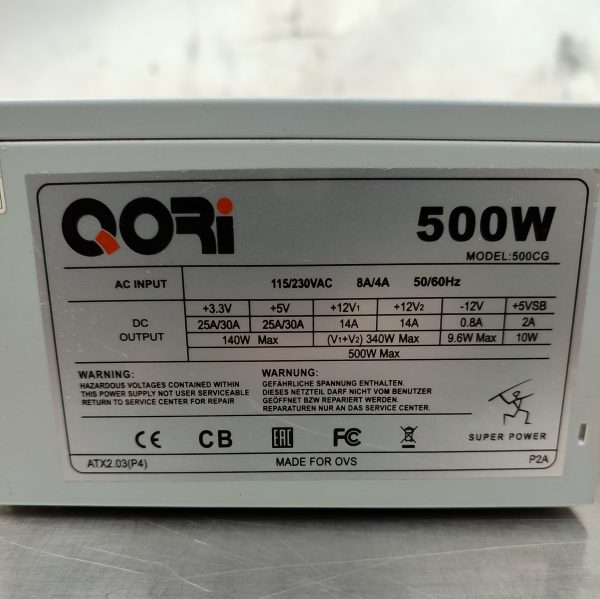 QORi
500W
MODEL:500CG
AC INPUT 115/230VAC 8A/4A 50/60Hz
DC OUTPUT
+3.3V +5V +12V1 +12V2 -12V +5VSB
25A/30A 25A/30A 14A 14A 0.8A 2A
140W Max (V1+V2) 340W Max 9.6W Max 10W
500W Max
WARNING:
HAZARDOUS VOLTAGES CONTAINED WITHIN
THIS POWER SUPPLY NOT USER SERVICEABLE
RETURN TO SERVICE CENTER FOR REPAIR
WARNUNG:
GEFÄHRLICHE SPANNUNG ENTHALTEN.
DIESES NETZTEIL DARF NICHT VOM BENUTZER
GEÖFFNET BZW REPARIERT WERDEN.
REPARATUREN NUR AN DAS SERVICE CENTER.
CE CB EAC FC
SUPER POWER
ATX2.03(P4) MADE FOR OVS P2A